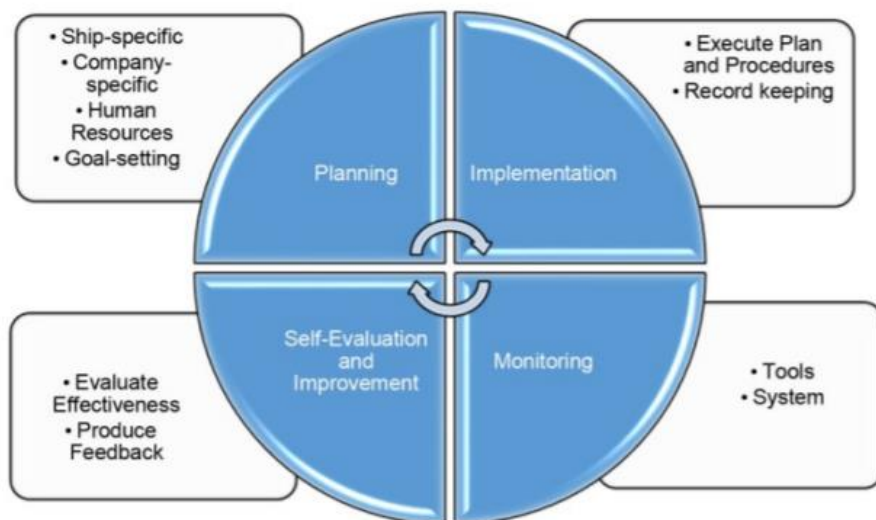 • Ship-specific
• Company-
specific
• Human
Resources
• Goal-setting
Planning
Implementation
• Execute Plan
and Procedures
• Record keeping
Self-Evaluation
and
Improvement
• Evaluate
Effectiveness
• Produce
Feedback
Monitoring
• Tools
• System